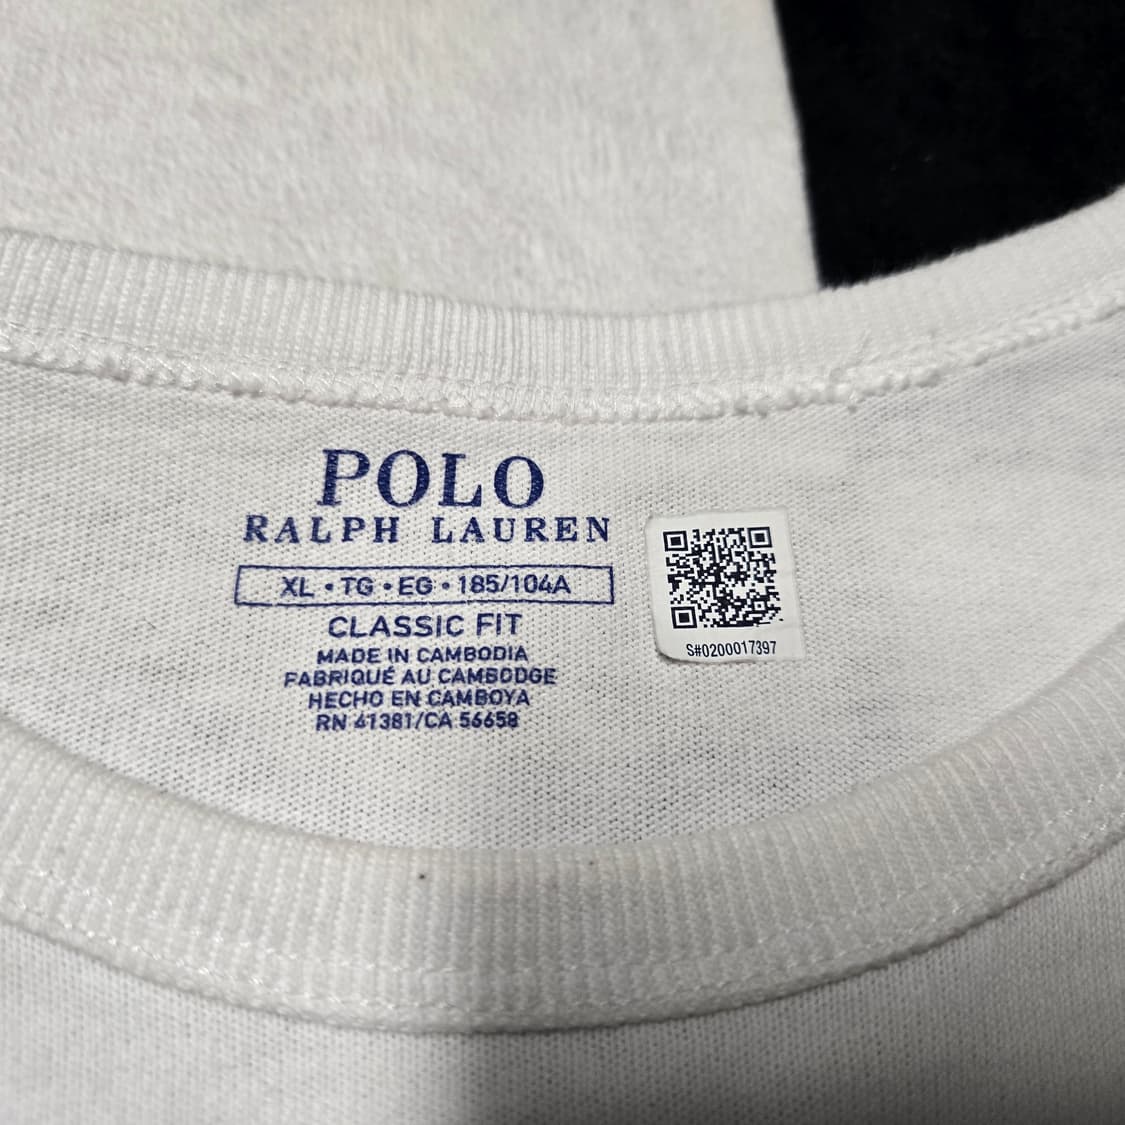 POLO
RALPH LAUREN
XL • TG • EG • 185/104A
CLASSIC FIT
MADE IN CAMBODIA
FABRIQUÉ AU CAMBODGE
HECHO EN CAMBOYA
RN 41381/CA 56658
S#0200017397